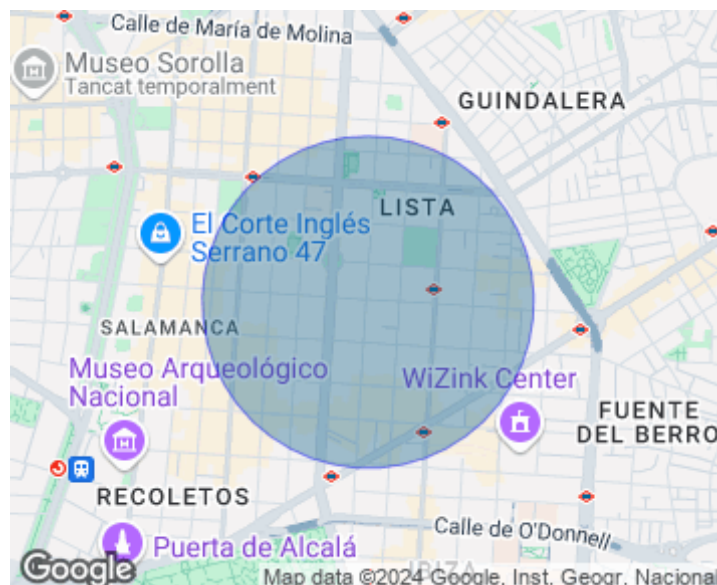 Calle de María de Molina
Museo Sorolla
Tancat temporalment
GUINDALERA
LISTA
El Corte Inglés
Serrano 47
SALAMANCA
Museo Arqueológico
Nacional
WiZink Center
FUENTE
DEL BERRO
RECOLETOS
Calle de O'Donnell
Puerta de Alcalá
IBIZA
Google
Map data ©2024 Google, Inst. Geogr. Nacional